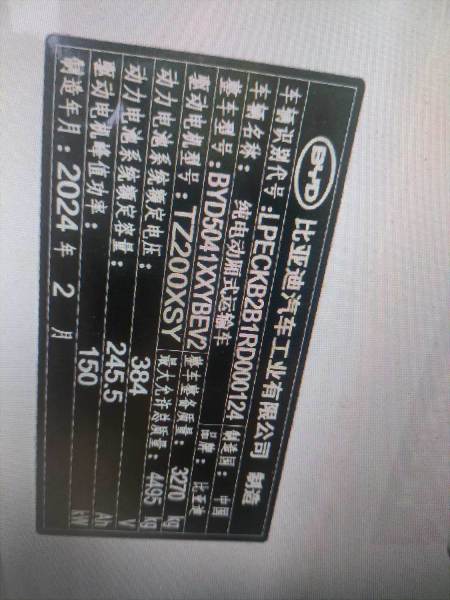 BYD 比亚迪汽车工业有限公司 制造
车辆识别代号:LPECKB2B1RD000124 制造国: 中国
车辆名称: 纯电动厢式运输车 品牌: 比亚迪
整车型号: BYD5041XXYBEV2 整车整备质量: 3270 kg
驱动电机型号: TZ200XSY 最大允许总质量: 4495 kg
动力电池系统额定电压: 384 V
动力电池系统额定容量: 245.5 Ah
驱动电机峰值功率: 150 kW
制造年月: 2024 年 2 月